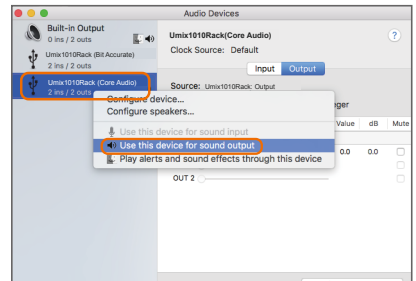 Audio Devices
Built-in Output
0 ins / 2 outs
Umix1010Rack (Bit Accurate)
2 ins / 2 outs
Umix1010Rack (Core Audio)
2 ins / 2 outs
Umix1010Rack(Core Audio)
?
Clock Source: Default
Input Output
Source: Umix1010Rack: Output
Configure device...
Configure speakers...
eger
Value dB Mute
Use this device for sound input
Use this device for sound output
0.0 0.0
Play alerts and sound effects through this device
OUT 2